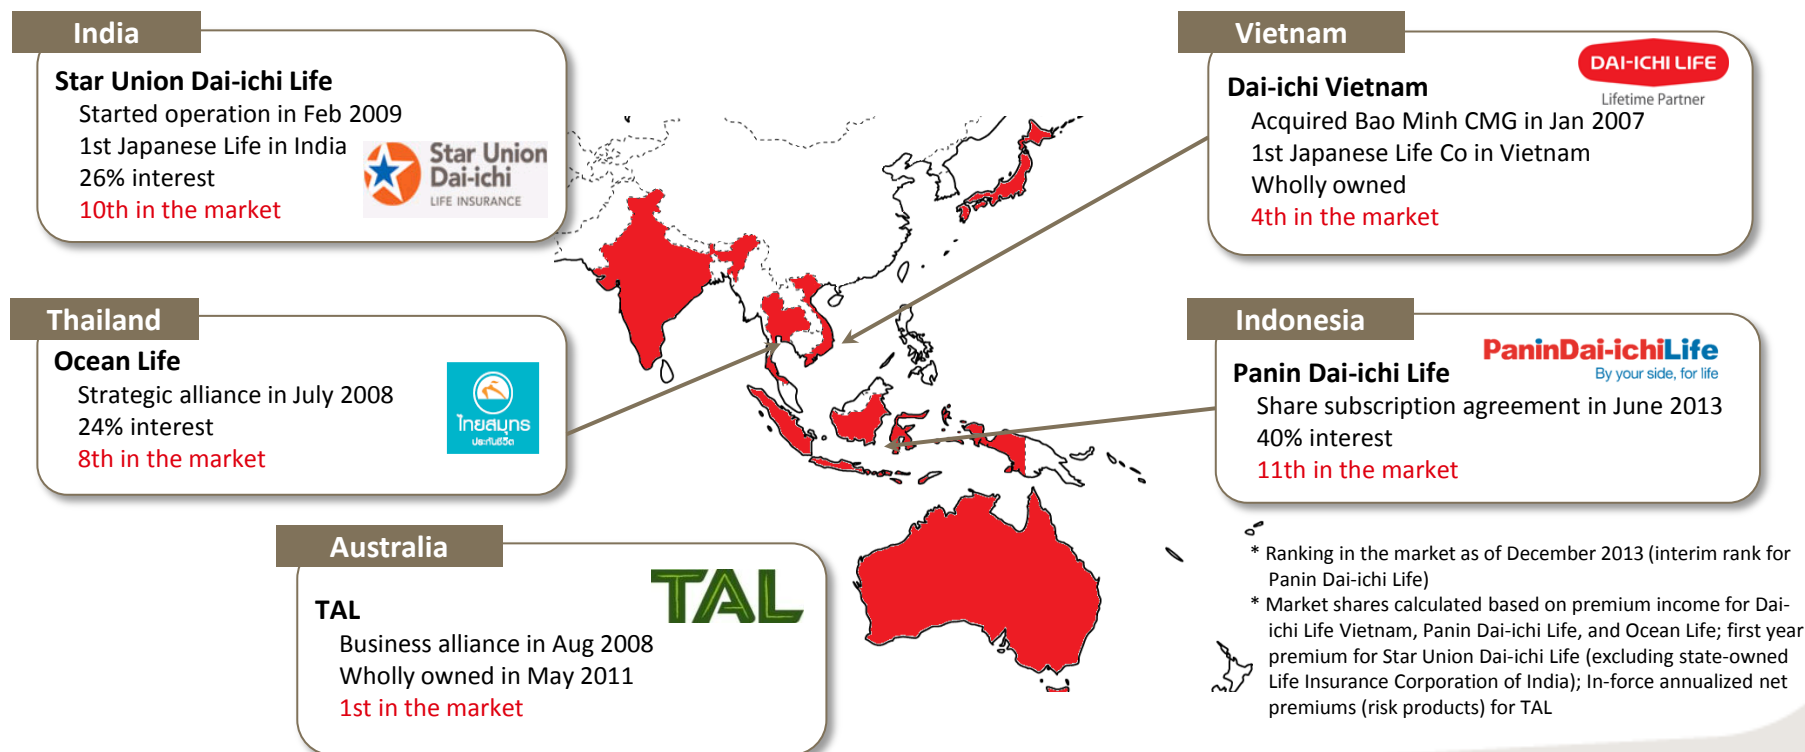 India
Star Union Dai-ichi Life
Started operation in Feb 2009
1st Japanese Life in India
26% interest
10th in the market
Star Union
Dai-ichi
LIFE INSURANCE
Vietnam
DAI-ICHI LIFE
Lifetime Partner
Dai-ichi Vietnam
Acquired Bao Minh CMG in Jan 2007
1st Japanese Life Co in Vietnam
Wholly owned
4th in the market
Thailand
Ocean Life
Strategic alliance in July 2008
24% interest
8th in the market
ไทยสมุทร
ประกันชีวิต
Indonesia
PaninDai-ichiLife
By your side, for life
Panin Dai-ichi Life
Share subscription agreement in June 2013
40% interest
11th in the market
Australia
TAL
TAL
Business alliance in Aug 2008
Wholly owned in May 2011
1st in the market
* Ranking in the market as of December 2013 (interim rank for
Panin Dai-ichi Life)
* Market shares calculated based on premium income for Dai-
ichi Life Vietnam, Panin Dai-ichi Life, and Ocean Life; first year
premium for Star Union Dai-ichi Life (excluding state-owned
Life Insurance Corporation of India); In-force annualized net
premiums (risk products) for TAL